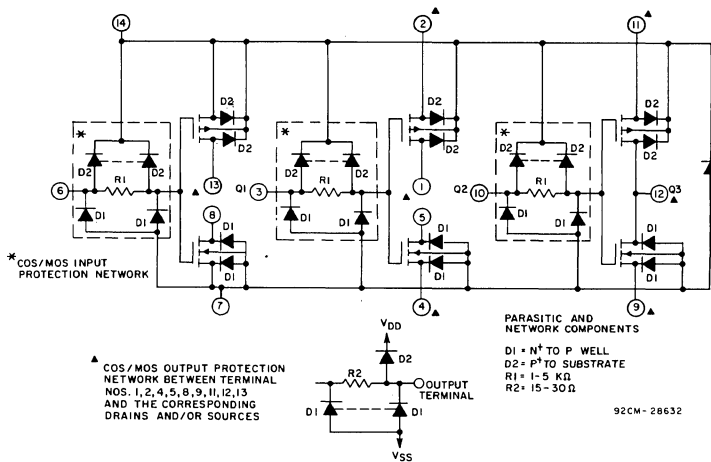 14
2 ▲
11 ▲
D2
D2
D2
D2
D2
D2
*
*
*
D2
D2
D2
D2
D2
D2
6
R1
13
Q1
3
R1
1
Q2
10
R1
12
Q3
▲
▲
▲
D1
D1
8
D1
D1
D1
5
D1
D1
D1
D1
D1
D1
D1
7
4 ▲
9 ▲
* COS/MOS INPUT
PROTECTION NETWORK
▲ COS/MOS OUTPUT PROTECTION
NETWORK BETWEEN TERMINAL
NOS. 1,2,4,5,8,9,11,12,13
AND THE CORRESPONDING
DRAINS AND/OR SOURCES
VDD
D2
R2
OUTPUT
TERMINAL
D1
D1
VSS
PARASITIC AND
NETWORK COMPONENTS
D1 = N+ TO P WELL
D2 = P+ TO SUBSTRATE
R1 = 1-5 KΩ
R2 = 15-30Ω
92CM-28632